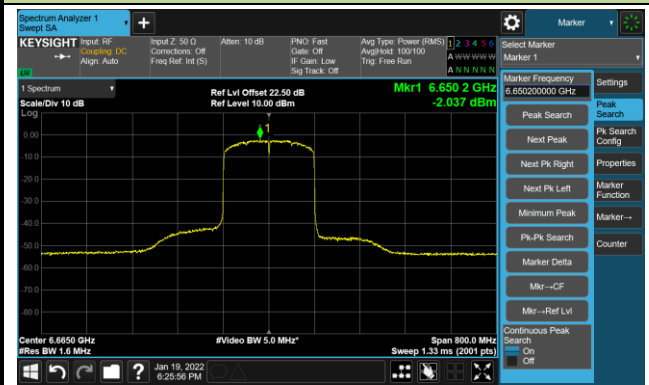 Spectrum Analyzer 1
Swept SA
Marker
KEYSIGHT
Input: RF
Coupling: DC
Align: Auto
Input Z: 50 Ω
Corrections: Off
Freq Ref: Int (S)
Atten: 10 dB
PNO: Fast
Gate: Off
IF Gain: Low
Sig Track: Off
Avg Type: Power (RMS)
Avg|Hold: 100/100
Trig: Free Run
1 2 3 4 5 6
A W W W W W
A N N N N N
LXI
Select Marker
Marker 1
1 Spectrum
Scale/Div 10 dB
Log
Ref Lvl Offset 22.50 dB
Ref Level 10.00 dBm
Mkr1 6.650 2 GHz
-2.037 dBm
1
0.00
-10.0
-20.0
-30.0
-40.0
-50.0
-60.0
-70.0
-80.0
Center 6.6650 GHz
#Res BW 1.6 MHz
#Video BW 5.0 MHz*
Span 800.0 MHz
Sweep 1.33 ms (2001 pts)
Marker Frequency
6.650200000 GHz
Peak Search
Next Peak
Next Pk Right
Next Pk Left
Minimum Peak
Pk-Pk Search
Marker Delta
Mkr→CF
Mkr→Ref Lvl
Continuous Peak
Search
On
Off
Settings
Peak
Search
Pk Search
Config
Properties
Marker
Function
Marker→
Counter
?
Jan 19, 2022
6:25:56 PM